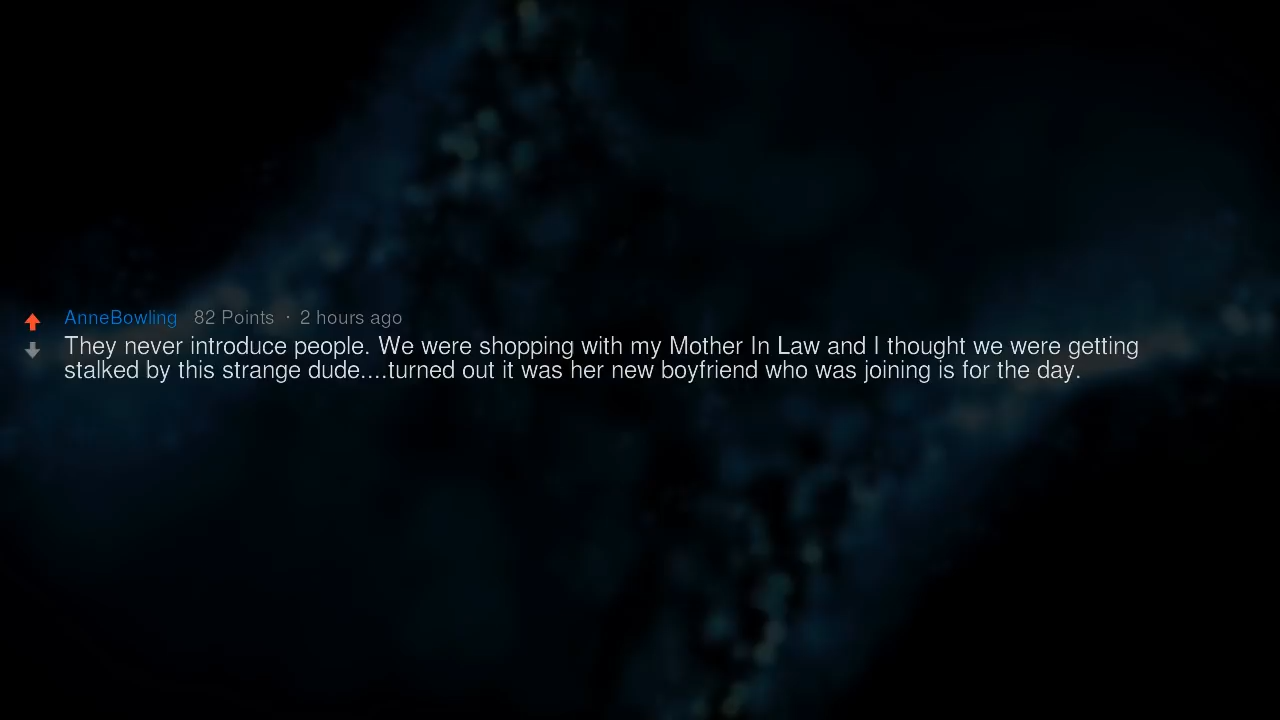 AnneBowling 82 Points · 2 hours ago
They never introduce people. We were shopping with my Mother In Law and I thought we were getting
stalked by this strange dude....turned out it was her new boyfriend who was joining is for the day.